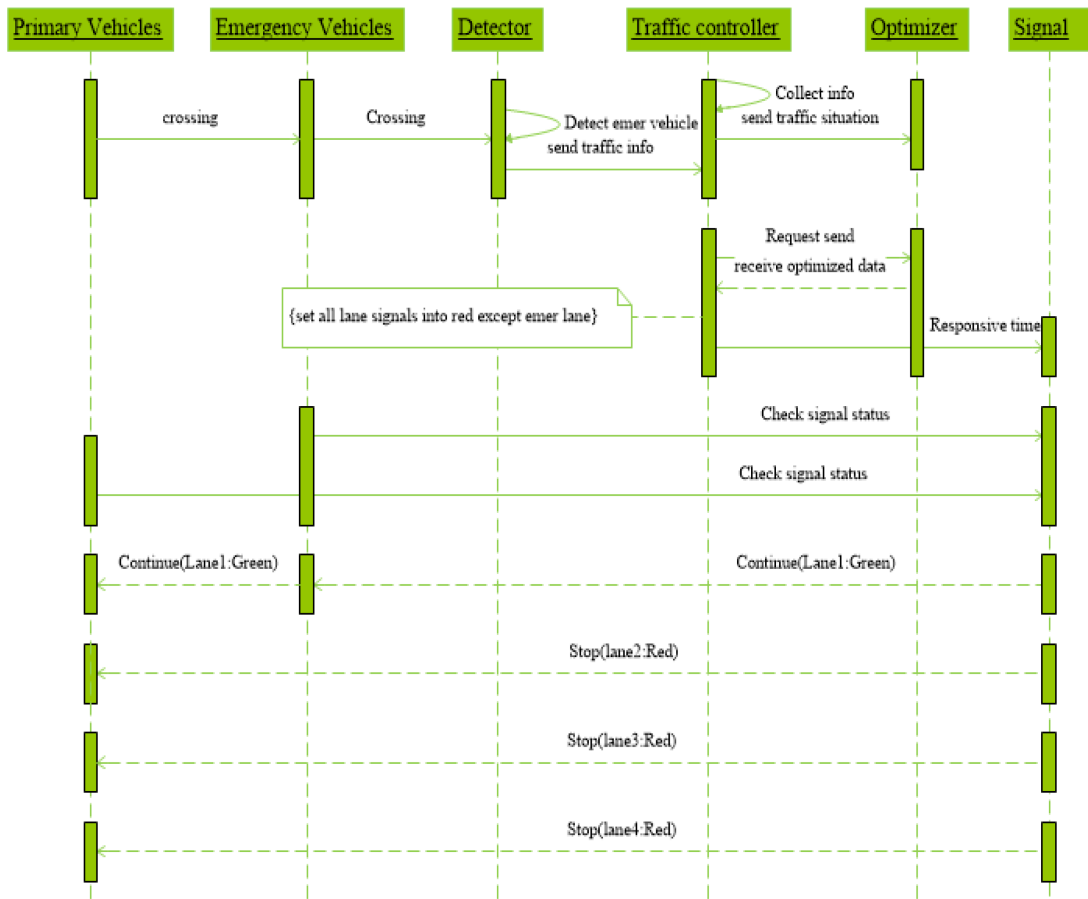 Primary Vehicles
Emergency Vehicles
Detector
Traffic controller
Optimizer
Signal
crossing
Crossing
Detect emer vehicle
send traffic info
Collect info
send traffic situation
Request send
receive optimized data
{set all lane signals into red except emer lane}
Responsive time
Check signal status
Check signal status
Continue(Lane1:Green)
Continue(Lane1:Green)
Stop(lane2:Red)
Stop(lane3:Red)
Stop(lane4:Red)